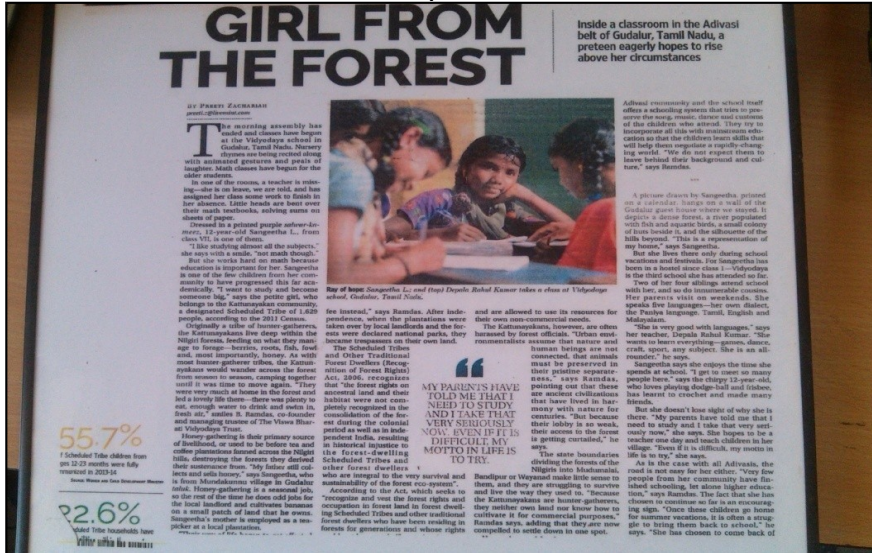 GIRL FROM
THE FOREST
Inside a classroom in the Adivasi
belt of Gudalur, Tamil Nadu, a
preteen eagerly hopes to rise
above her circumstances
BY PREETI ZACHARIAH
preeti.z@livemint.com
The morning assembly has
ended and classes have begun
at the Vidyodaya school in
Gudalur, Tamil Nadu. Nursery
rhymes are being recited along
with animated gestures and peals of
laughter. Math classes have begun for the
older students.
In one of the rooms, a teacher is miss-
ing—she is on leave, we are told, and has
assigned her class some work to finish in
her absence. Little heads are bent over
their math textbooks, solving sums on
sheets of paper.
Dressed in a printed purple salwar-ka-
meez, 12-year-old Sangeetha L., from
class VII, is one of them.
"I like studying almost all the subjects,"
she says with a smile, "not math though."
But she works hard on math because
education is important for her. Sangeetha
is one of the few children from her com-
munity to have progressed this far aca-
demically. "I want to study and become
someone big," says the petite girl, who
belongs to the Kattunayakan community,
a designated Scheduled Tribe of 1,629
people, according to the 2011 Census.
Originally a tribe of hunter-gatherers,
the Kattunayakans live deep within the
Nilgiri forests, feeding on what they man-
age to forage—berries, roots, fish, fowl
and, most importantly, honey. As with
most hunter-gatherer tribes, the Kattun-
ayakans would wander across the forest
from season to season, camping together
until it was time to move again. "They
were very much at home in the forest and
led a lovely life there—there was plenty to
eat, enough water to drink and swim in,
fresh air," smiles B. Ramdas, co-founder
and managing trustee of The Viswa Bhar-
ati Vidyodaya Trust.
Honey-gathering is their primary source
of livelihood, or used to be before tea and
coffee plantations fanned across the Nilgiri
hills, destroying the forests they derived
their sustenance from. "My father still col-
lects and sells honey," says Sangeetha, who
is from Mundakunnu village in Gudalur
taluk. Honey-gathering is a seasonal job,
so the rest of the time he does odd jobs for
the local landlord and cultivates bananas
on a small patch of land that he owns.
Sangeetha's mother is employed as a tea-
picker at a local plantation.
55.7%
Scheduled Tribe children from
ages 12-23 months were fully
immunized in 2013-14
22.6%
Scheduled Tribe households have
Ray of hope: Sangeetha L.; and (top) Depalu Rahul Kumar takes a class at Vidyodaya
school, Gudalur, Tamil Nadu.
fee instead," says Ramdas. After inde-
pendence, when the plantations were
taken over by local landlords and the for-
ests were declared national parks, they
became trespassers on their own land.
The Scheduled Tribes
and Other Traditional
Forest Dwellers (Recog-
nition of Forest Rights)
Act, 2006, recognizes
that "the forest rights on
ancestral land and their
habitat were not com-
pletely recognized in the
consolidation of the for-
est during the colonial
period as well as in inde-
pendent India, resulting
in historical injustice to
the forest-dwelling
Scheduled Tribes and
other forest dwellers
who are integral to the very survival and
sustainability of the forest eco-system".
According to the Act, which seeks to
"recognize and vest the forest rights and
occupation in forest land in forest dwell-
ing Scheduled Tribes and other traditional
forest dwellers who have been residing in
forests for generations and whose rights
“
MY PARENTS HAVE
TOLD ME THAT I
NEED TO STUDY
AND I TAKE THAT
VERY SERIOUSLY
NOW. EVEN IF IT IS
DIFFICULT, MY
MOTTO IN LIFE IS
TO TRY.
and are allowed to use its resources for
their own non-commercial needs.
The Kattunayakans, however, are often
harassed by forest officials. "Urban envi-
ronmentalists assume that nature and
human beings are not
connected, that animals
must be preserved in
their pristine separate-
ness," says Ramdas,
pointing out that these
are ancient civilizations
that have lived in har-
mony with nature for
centuries. "But because
their lobby is so weak,
their access to the forest
is getting curtailed," he
says.
The state boundaries
dividing the forests of the
Nilgiris into Mudumalai,
Bandipur or Wayanad make little sense to
them, and they are struggling to survive
and live the way they used to. "Because
the Kattunayakans are hunter-gatherers,
they neither own land nor know how to
cultivate it for commercial purposes,"
Ramdas says, adding that they are now
compelled to settle down in one spot.
Adivasi community and the school itself
offers a schooling system that tries to pre-
serve the song, music, dance and customs
of the children who attend. They try to
incorporate all this with mainstream edu-
cation so that the children learn skills that
will help them negotiate a rapidly-chang-
ing world. "We do not expect them to
leave behind their background and cul-
ture," says Ramdas.
***
A picture drawn by Sangeetha, printed
on a calendar, hangs on a wall of the
Gudalur guest house where we stayed. It
depicts a dense forest, a river populated
with fish and aquatic birds, a small colony
of huts beside it, and the silhouette of the
hills beyond. "This is a representation of
my home," says Sangeetha.
But she lives there only during school
vacations and festivals. For Sangeetha has
been in a hostel since class I—Vidyodaya
is the third school she has attended so far.
Two of her four siblings attend school
with her, and so do innumerable cousins.
Her parents visit on weekends. She
speaks five languages—her own dialect,
the Paniya language, Tamil, English and
Malayalam.
"She is very good with languages," says
her teacher, Depalu Rahul Kumar. "She
wants to learn everything—games, dance,
craft, sport, any subject. She is an all-
rounder," he says.
Sangeetha says she enjoys the time she
spends at school. "I get to meet so many
people here," says the chirpy 12-year-old,
who loves playing dodge-ball and frisbee,
has learnt to crochet and made many
friends.
But she doesn't lose sight of why she is
there. "My parents have told me that I
need to study and I take that very seri-
ously now," she says. She hopes to be a
teacher one day and teach children in her
village. "Even if it is difficult, my motto in
life is to try," she says.
As is the case with all Adivasis, the
road is not easy for her either. "Very few
people from her community have fin-
ished schooling, let alone higher educa-
tion," says Ramdas. The fact that she has
chosen to continue so far is an encourag-
ing sign. "Once these children go home
for summer vacations, it is often a strug-
gle to bring them back to school," he
says. "She has chosen to come back of